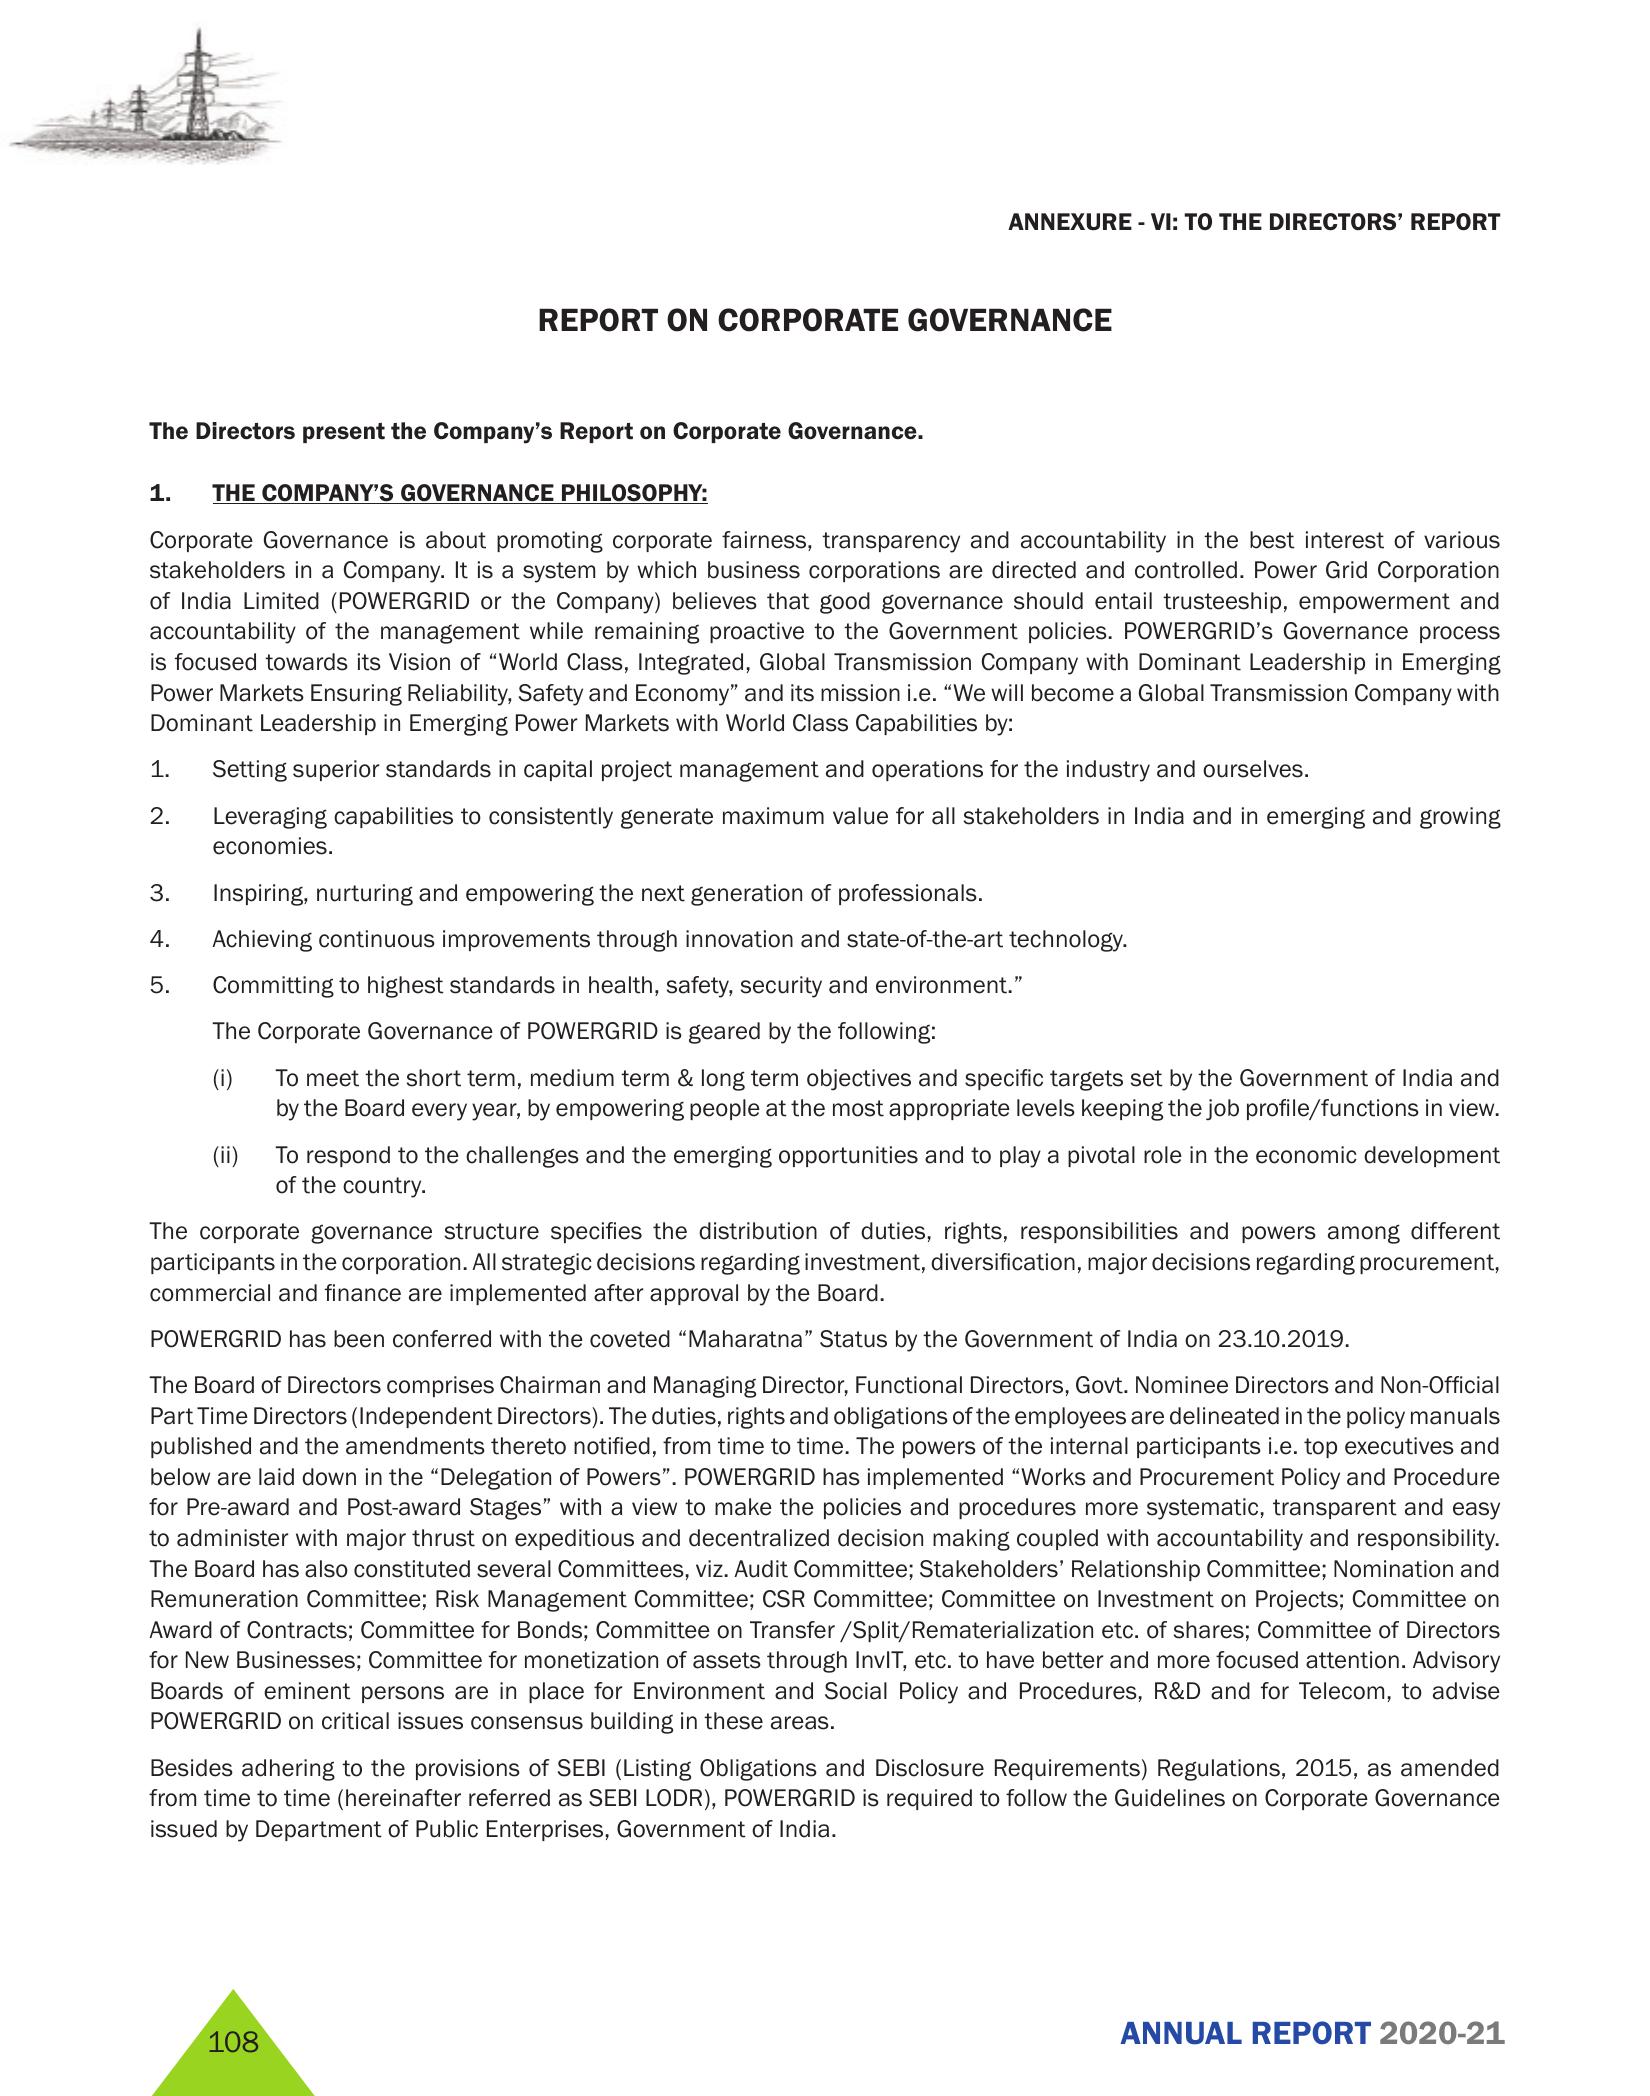 ANNEXURE - VI: TO THE DIRECTORS’ REPORT
REPORT ON CORPORATE GOVERNANCE
The Directors present the Company’s Report on Corporate Governance.
1. THE COMPANY’S GOVERNANCE PHILOSOPHY:
Corporate Governance is about promoting corporate fairness, transparency and accountability in the best interest of various
stakeholders in a Company. It is a system by which business corporations are directed and controlled. Power Grid Corporation
of India Limited (POWERGRID or the Company) believes that good governance should entail trusteeship, empowerment and
accountability of the management while remaining proactive to the Government policies. POWERGRID’s Governance process
is focused towards its Vision of “World Class, Integrated, Global Transmission Company with Dominant Leadership in Emerging
Power Markets Ensuring Reliability, Safety and Economy” and its mission i.e. “We will become a Global Transmission Company with
Dominant Leadership in Emerging Power Markets with World Class Capabilities by:
1. Setting superior standards in capital project management and operations for the industry and ourselves.
2. Leveraging capabilities to consistently generate maximum value for all stakeholders in India and in emerging and growing
economies.
3. Inspiring, nurturing and empowering the next generation of professionals.
4. Achieving continuous improvements through innovation and state-of-the-art technology.
5. Committing to highest standards in health, safety, security and environment.”
The Corporate Governance of POWERGRID is geared by the following:
(i) To meet the short term, medium term & long term objectives and specific targets set by the Government of India and
by the Board every year, by empowering people at the most appropriate levels keeping the job profile/functions in view.
(ii) To respond to the challenges and the emerging opportunities and to play a pivotal role in the economic development
of the country.
The corporate governance structure specifies the distribution of duties, rights, responsibilities and powers among different
participants in the corporation. All strategic decisions regarding investment, diversification, major decisions regarding procurement,
commercial and finance are implemented after approval by the Board.
POWERGRID has been conferred with the coveted “Maharatna” Status by the Government of India on 23.10.2019.
The Board of Directors comprises Chairman and Managing Director, Functional Directors, Govt. Nominee Directors and Non-Official
Part Time Directors (Independent Directors). The duties, rights and obligations of the employees are delineated in the policy manuals
published and the amendments thereto notified, from time to time. The powers of the internal participants i.e. top executives and
below are laid down in the “Delegation of Powers”. POWERGRID has implemented “Works and Procurement Policy and Procedure
for Pre-award and Post-award Stages” with a view to make the policies and procedures more systematic, transparent and easy
to administer with major thrust on expeditious and decentralized decision making coupled with accountability and responsibility.
The Board has also constituted several Committees, viz. Audit Committee; Stakeholders’ Relationship Committee; Nomination and
Remuneration Committee; Risk Management Committee; CSR Committee; Committee on Investment on Projects; Committee on
Award of Contracts; Committee for Bonds; Committee on Transfer /Split/Rematerialization etc. of shares; Committee of Directors
for New Businesses; Committee for monetization of assets through InvIT, etc. to have better and more focused attention. Advisory
Boards of eminent persons are in place for Environment and Social Policy and Procedures, R&D and for Telecom, to advise
POWERGRID on critical issues consensus building in these areas.
Besides adhering to the provisions of SEBI (Listing Obligations and Disclosure Requirements) Regulations, 2015, as amended
from time to time (hereinafter referred as SEBI LODR), POWERGRID is required to follow the Guidelines on Corporate Governance
issued by Department of Public Enterprises, Government of India.
108
ANNUAL REPORT 2020-21